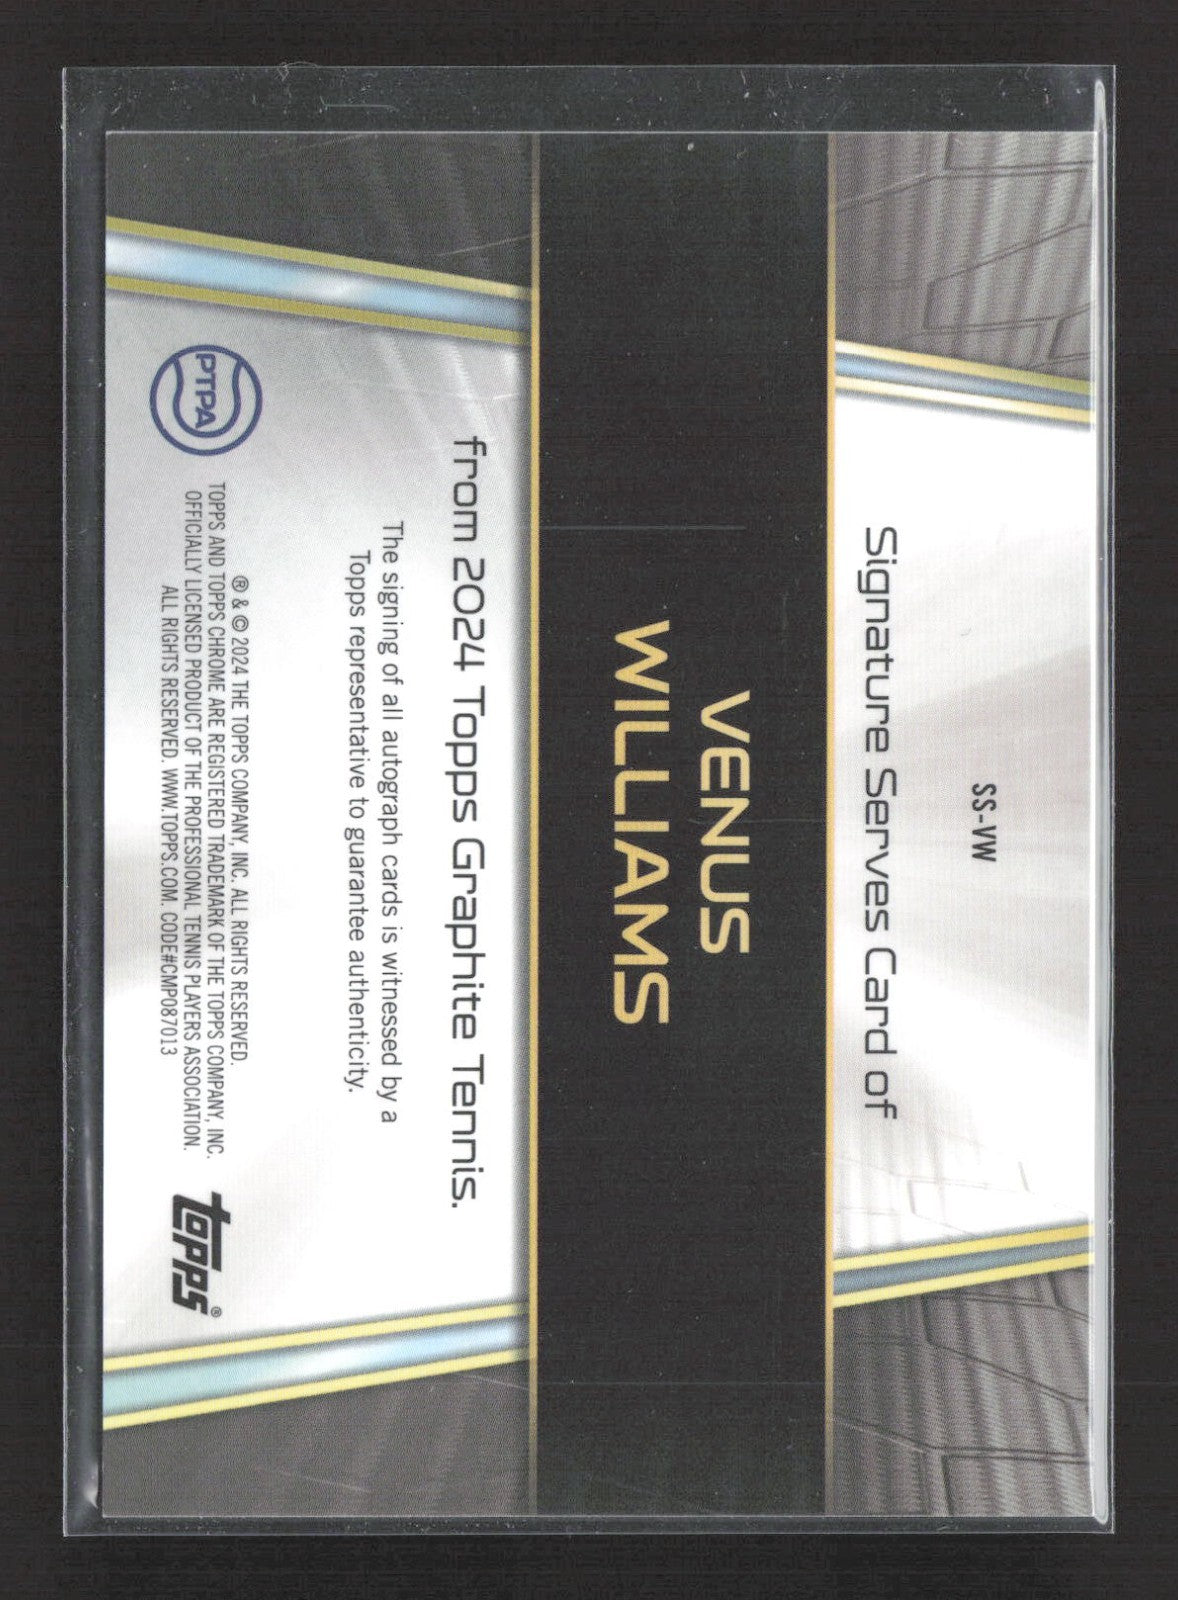 SS-VW
Signature Serves Card of
VENUS
WILLIAMS
from 2024 Topps Graphite Tennis.
The signing of all autograph cards is witnessed by a
Topps representative to guarantee authenticity.
PTPA
® & © 2024 THE TOPPS COMPANY, INC. ALL RIGHTS RESERVED.
TOPPS AND TOPPS CHROME ARE REGISTERED TRADEMARK OF THE TOPPS COMPANY, INC.
OFFICIALLY LICENSED PRODUCT OF THE PROFESSIONAL TENNIS PLAYERS ASSOCIATION.
ALL RIGHTS RESERVED. WWW.TOPPS.COM. CODE#CMP087013
topps®